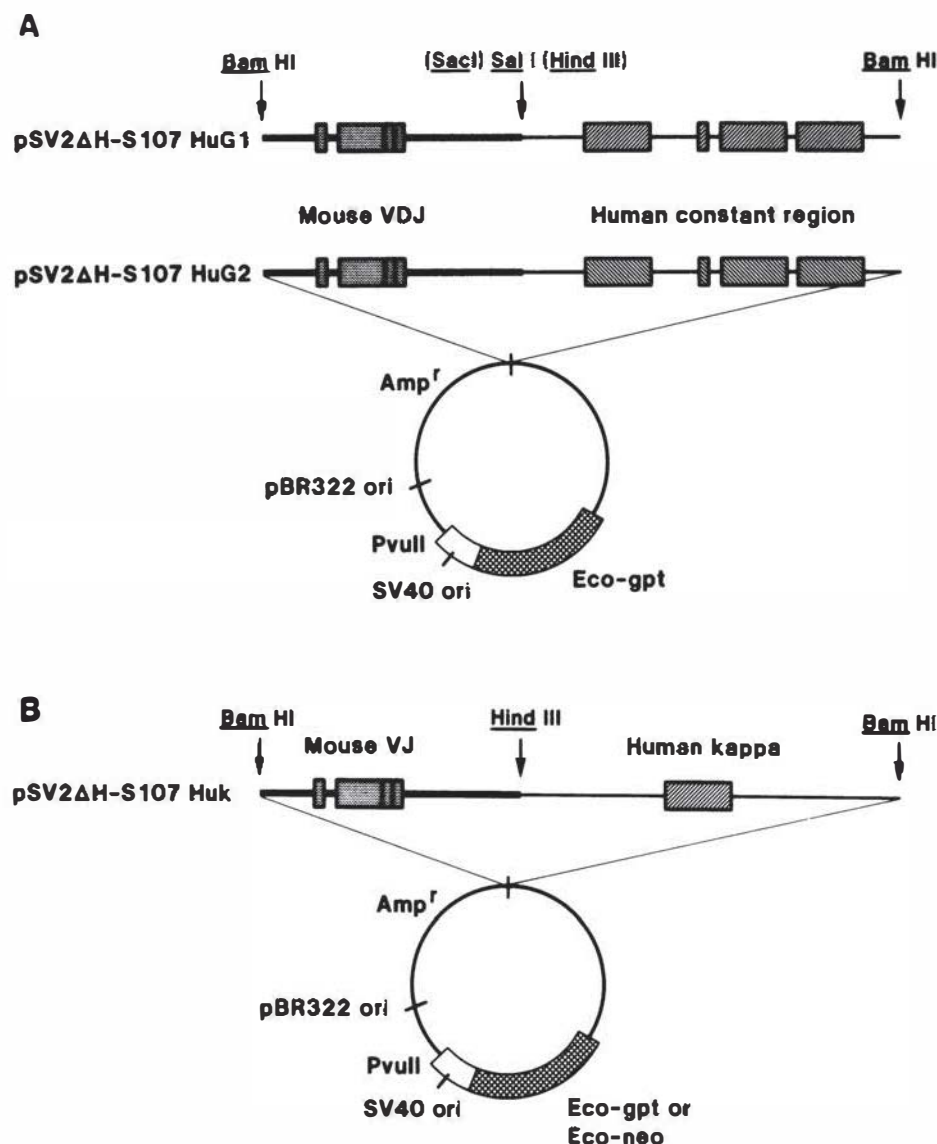 A
Bam HI
(SacI) Sal I (Hind III)
Bam HI
pSV2ΔH-S107 HuG1
Mouse VDJ
Human constant region
pSV2ΔH-S107 HuG2
Amp^r
pBR322 ori
PvuII
SV40 ori
Eco-gpt
B
Bam HI
Mouse VJ
Hind III
Human kappa
Bam HI
pSV2ΔH-S107 Huk
Amp^r
pBR322 ori
PvuII
SV40 ori
Eco-gpt or
Eco-neo